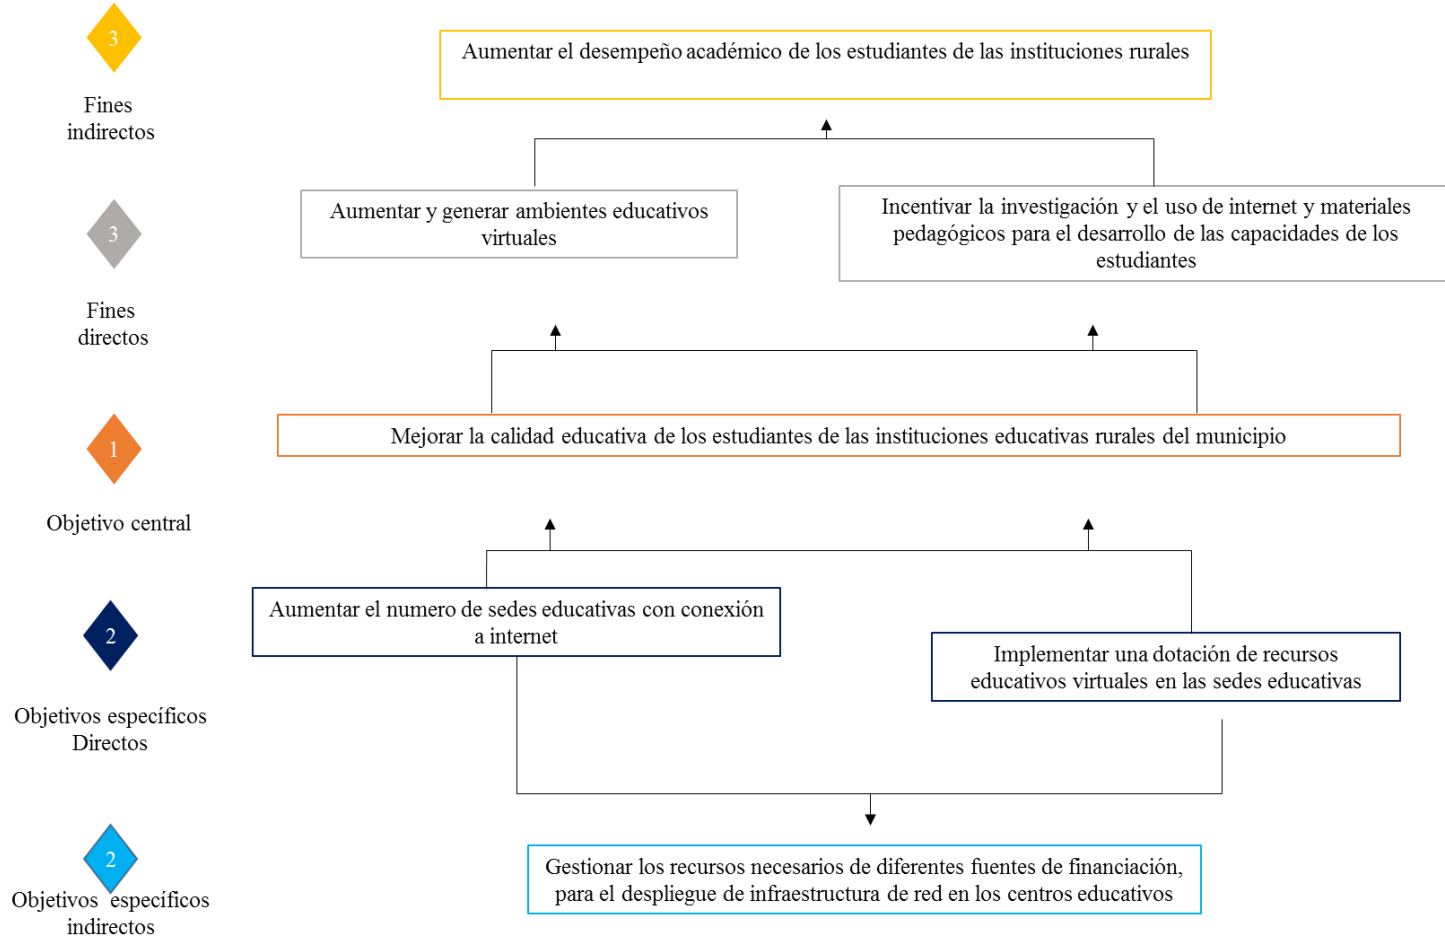 3
Fines
indirectos
Aumentar el desempeño académico de los estudiantes de las instituciones rurales
3
Fines
directos
Aumentar y generar ambientes educativos
virtuales
Incentivar la investigación y el uso de internet y materiales
pedagógicos para el desarrollo de las capacidades de los
estudiantes
1
Objetivo central
Mejorar la calidad educativa de los estudiantes de las instituciones educativas rurales del municipio
2
Objetivos específicos
Directos
Aumentar el numero de sedes educativas con conexión
a internet
Implementar una dotación de recursos
educativos virtuales en las sedes educativas
2
Objetivos específicos
indirectos
Gestionar los recursos necesarios de diferentes fuentes de financiación,
para el despliegue de infraestructura de red en los centros educativos